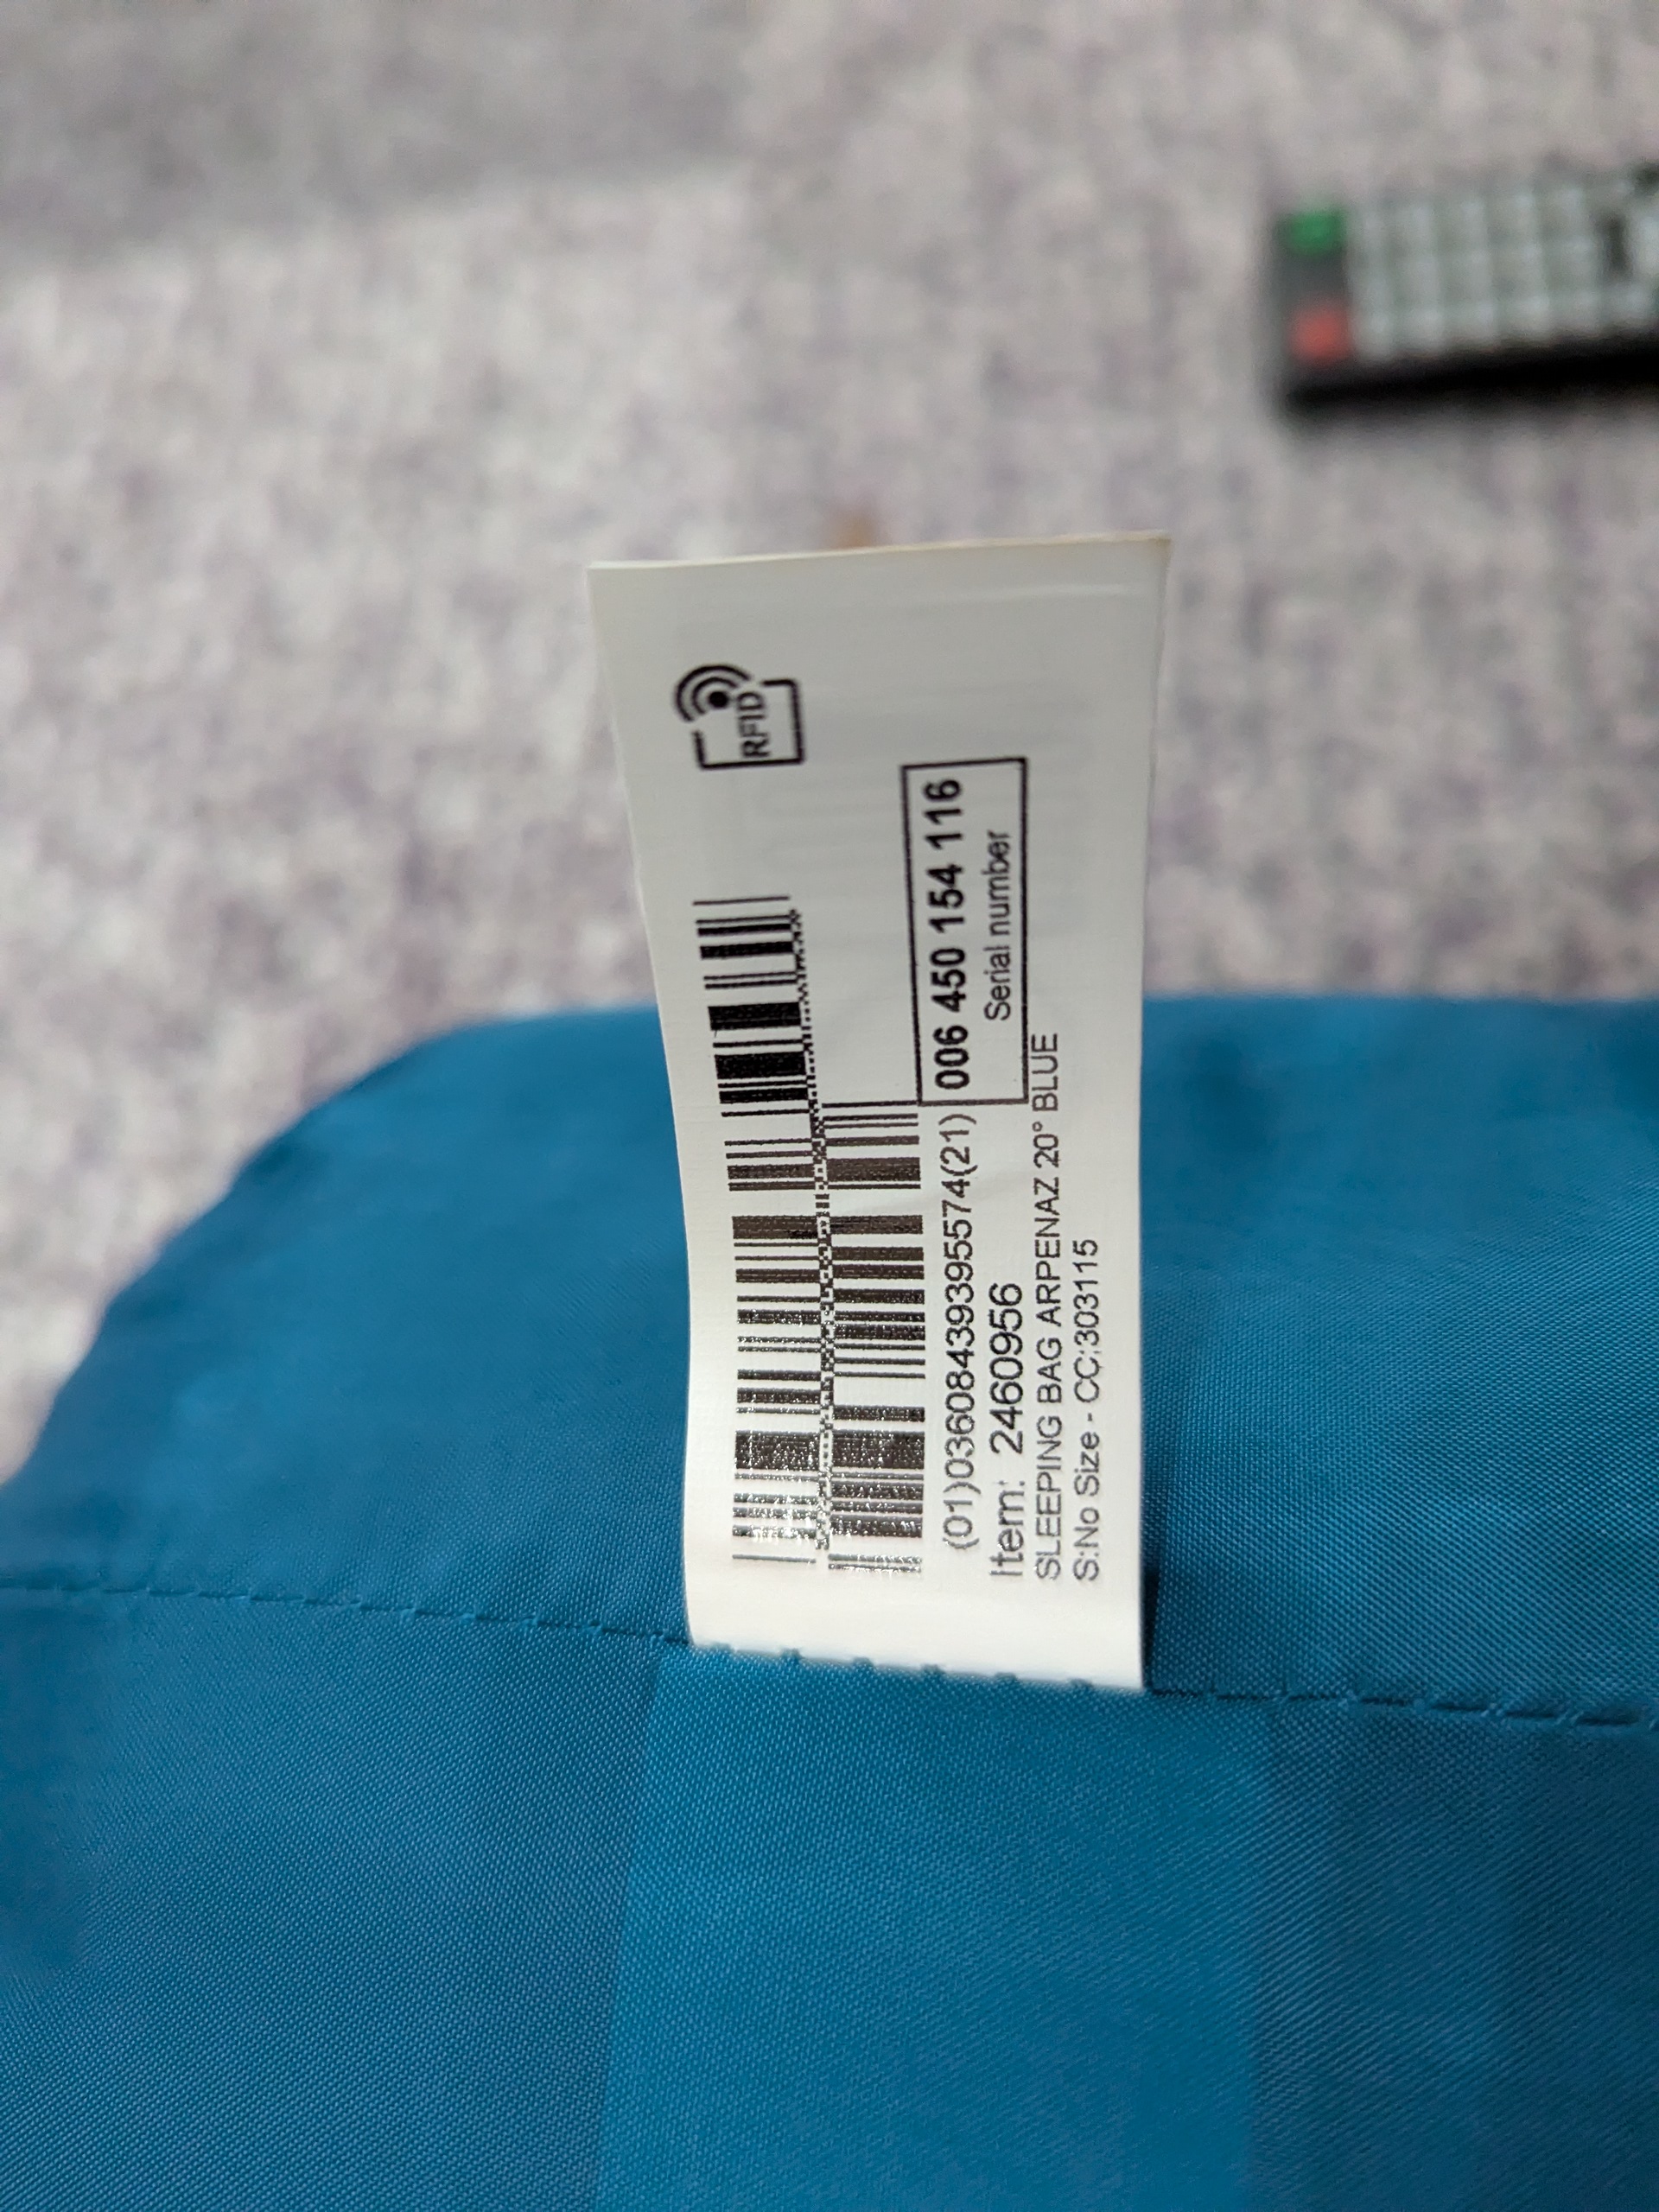 RFID
(01)03608439395574(21) 006 450 154 116
Serial number
Item: 2460956
SLEEPING BAG ARPENAZ 20° BLUE
S:No Size - CC:303115